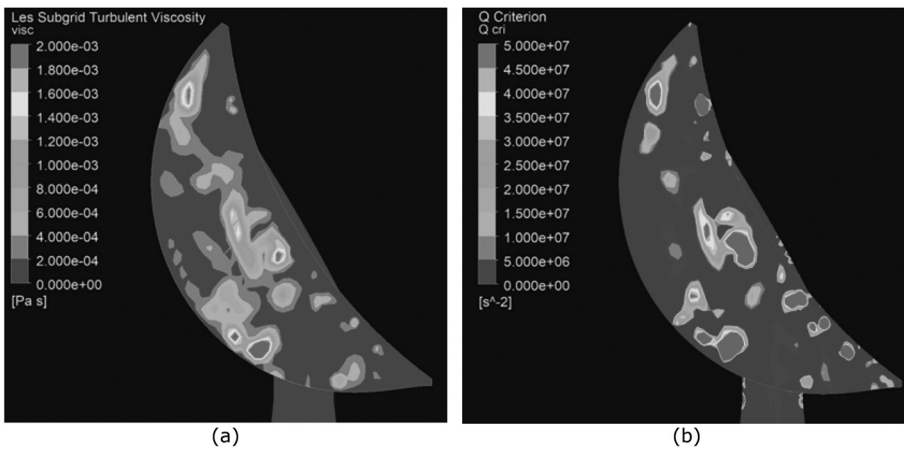 Les Subgrid Turbulent Viscosity
visc
2.000e-03
1.800e-03
1.600e-03
1.400e-03
1.200e-03
1.000e-03
8.000e-04
6.000e-04
4.000e-04
2.000e-04
0.000e+00
[Pa s]
(a)
Q Criterion
Q cri
5.000e+07
4.500e+07
4.000e+07
3.500e+07
3.000e+07
2.500e+07
2.000e+07
1.500e+07
1.000e+07
5.000e+06
0.000e+00
[s^-2]
(b)